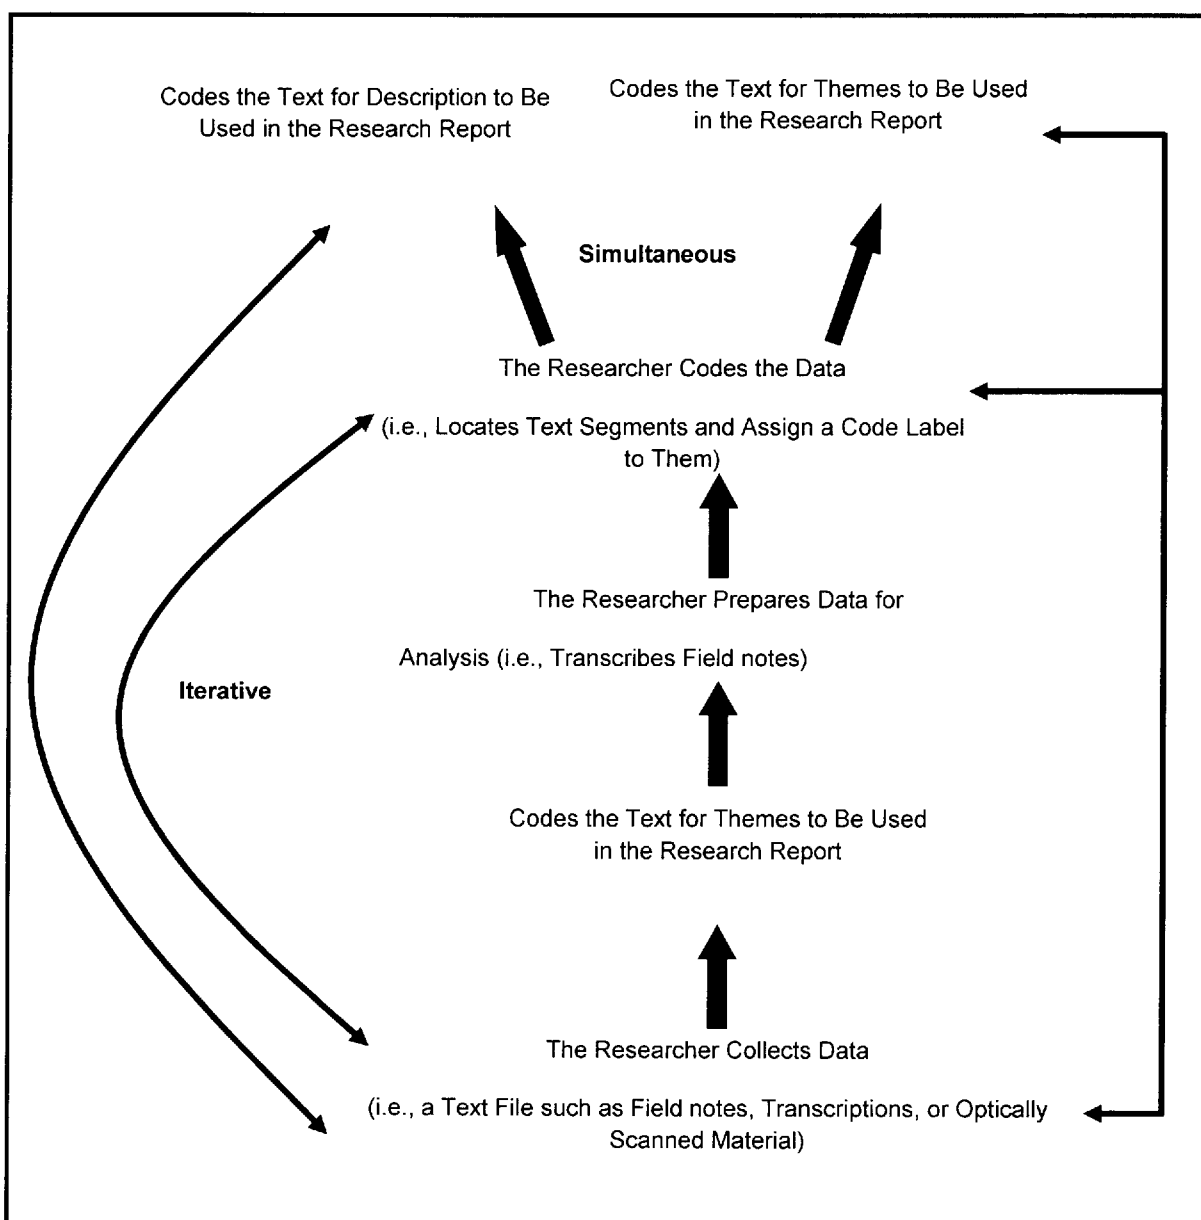 Codes the Text for Description to Be
Used in the Research Report
Codes the Text for Themes to Be Used
in the Research Report
Simultaneous
The Researcher Codes the Data
(i.e., Locates Text Segments and Assign a Code Label
to Them)
The Researcher Prepares Data for
Analysis (i.e., Transcribes Field notes)
Iterative
Codes the Text for Themes to Be Used
in the Research Report
The Researcher Collects Data
(i.e., a Text File such as Field notes, Transcriptions, or Optically
Scanned Material)